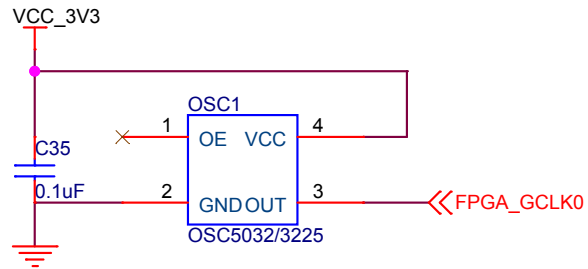 VCC_3V3
OSC1
1 OE VCC 4
C35
0.1uF
2 GND OUT 3
FPGA_GCLK0
OSC5032/3225